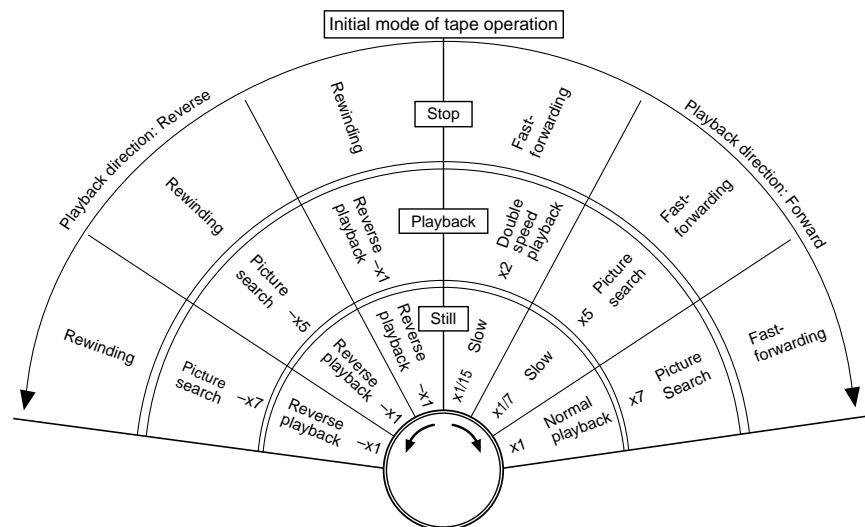 Initial mode of tape operation
Playback direction: Reverse
Playback direction: Forward
Stop
Rewinding
Rewinding
Rewinding
Fast-
forwarding
Fast-
forwarding
Fast-
forwarding
Playback
Reverse
playback
–x1
Picture
search
–x5
Picture
search
–x7
Double
speed
playback
x2
Picture
search
x5
Picture
Search
x7
Still
Reverse
playback
–x1
Reverse
playback
–x1
Reverse
playback
–x1
Slow
x1/15
Slow
x1/7
Normal
playback
x1